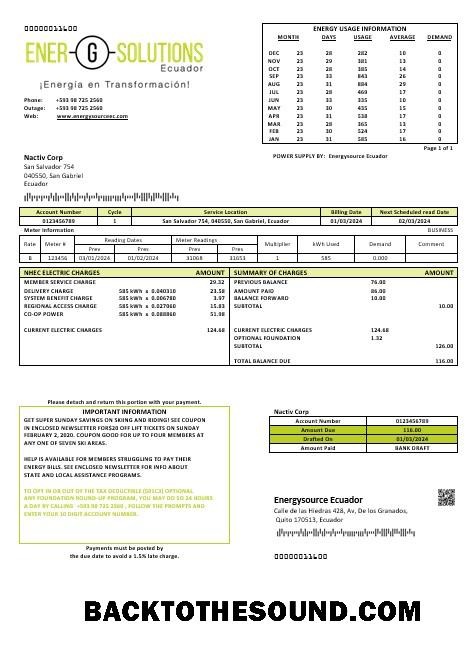 0000011600
ENER-G-SOLUTIONS
Ecuador
¡Energía en Transformación!
Phone: +593 98 725 2560
Outage: +593 98 725 2560
Web: www.energysourceec.com
ENERGY USAGE INFORMATION
MONTH DAYS USAGE AVERAGE DEMAND
DEC 23 28 282 10 0
NOV 23 29 381 13 0
OCT 23 28 385 14 0
SEP 23 33 843 26 0
AUG 23 31 884 29 0
JUL 23 28 469 17 0
JUN 23 33 335 10 0
MAY 23 30 435 15 0
APR 23 31 538 17 0
MAR 23 28 365 13 0
FEB 23 30 524 17 0
JAN 23 31 585 16 0
Page 1 of 1
POWER SUPPLY BY: Energysource Ecuador
Nactiv Corp
San Salvador 754
040550, San Gabriel
Ecuador
Account Number Cycle Service Location Billing Date Next Scheduled read Date
0123456789 1 San Salvador 754, 040550, San Gabriel, Ecuador 01/03/2024 02/03/2024
Meter Information BUSINESS
Rate Meter # Reading Dates Meter Readings Multiplier kWh Used Demand Comment
Prev Prev Prev Prev
B 123456 03/01/2024 01/02/2024 31068 31653 1 585 0.000
NHEC ELECTRIC CHARGES AMOUNT
MEMBER SERVICE CHARGE 29.32
DELIVERY CHARGE 585 kWh x 0.040310 23.58
SYSTEM BENEFIT CHARGE 585 kWh x 0.006780 3.97
REGIONAL ACCESS CHARGE 585 kWh x 0.027060 15.83
CO-OP POWER 585 kWh x 0.088860 51.98
CURRENT ELECTRIC CHARGES 124.68
SUMMARY OF CHARGES AMOUNT
PREVIOUS BALANCE 76.00
AMOUNT PAID 86.00
BALANCE FORWARD 10.00
SUBTOTAL 10.00
CURRENT ELECTRIC CHARGES 124.68
OPTIONAL FOUNDATION 1.32
SUBTOTAL 126.00
TOTAL BALANCE DUE 116.00
Please detach and return this portion with your payment.
IMPORTANT INFORMATION
GET SUPER SUNDAY SAVINGS ON SKIING AND RIDING! SEE COUPON
IN ENCLOSED NEWSLETTER FOR$20 OFF LIFT TICKETS ON SUNDAY
FEBRUARY 2, 2020. COUPON GOOD FOR UP TO FOUR MEMBERS AT
ANY ONE OF SEVEN SKI AREAS.
HELP IS AVAILABLE FOR MEMBERS STRUGGLING TO PAY THEIR
ENERGY BILLS. SEE ENCLOSED NEWSLETTER FOR INFO ABOUT
STATE AND LOCAL ASSISTANCE PROGRAMS.
TO OPT IN OR OUT OF THE TAX DEDUCTIBLE (501C3) OPTIONAL
ANY FOUNDATION ROUND-UP PROGRAM, YOU MAY DO SO 24 HOURS
A DAY BY CALLING +593 98 725 2560 , FOLLOW THE PROMPTS AND
ENTER YOUR 10 DIGIT ACCOUNT NUMBER.
Payments must be posted by
the due date to avoid a 1.5% late charge.
Nactiv Corp
Account Number 0123456789
Amount Due 116.00
Drafted On 01/03/2024
Amount Paid BANK DRAFT
Energysource Ecuador
Calle de las Hiedras 428, Av, De los Granados,
Quito 170513, Ecuador
0000011600
BACKTOTHESOUND.COM